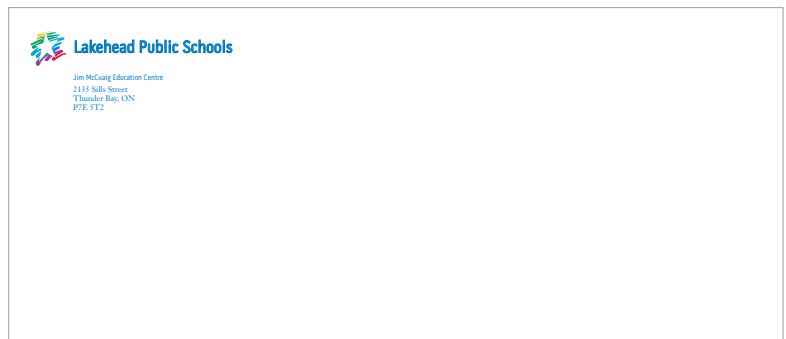 Lakehead Public Schools
Jim McCuaig Education Centre
2135 Sills Street
Thunder Bay, ON
P7E 5T2